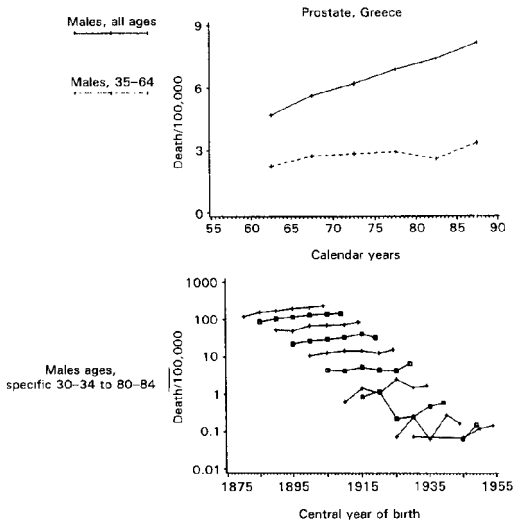 Males, all ages
Prostate, Greece
Males, 35–64
Death/100,000
9
6
3
0
55 60 65 70 75 80 85 90
Calendar years
Males ages,
specific 30–34 to 80–84
Death/100,000
1000
100
10
1
0.1
0.01
1875 1895 1915 1935 1955
Central year of birth